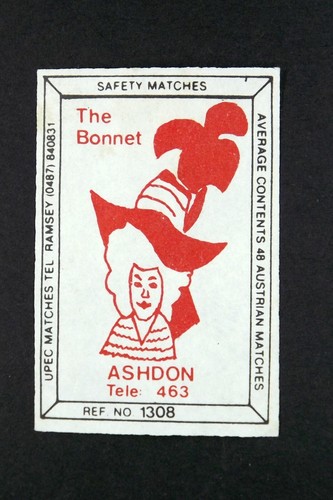 SAFETY MATCHES
The
Bonnet
AVERAGE CONTENTS 48 AUSTRIAN MATCHES
UPEC MATCHES TEL RAMSEY (0487) 840831
ASHDON
Tele: 463
REF. NO 1308